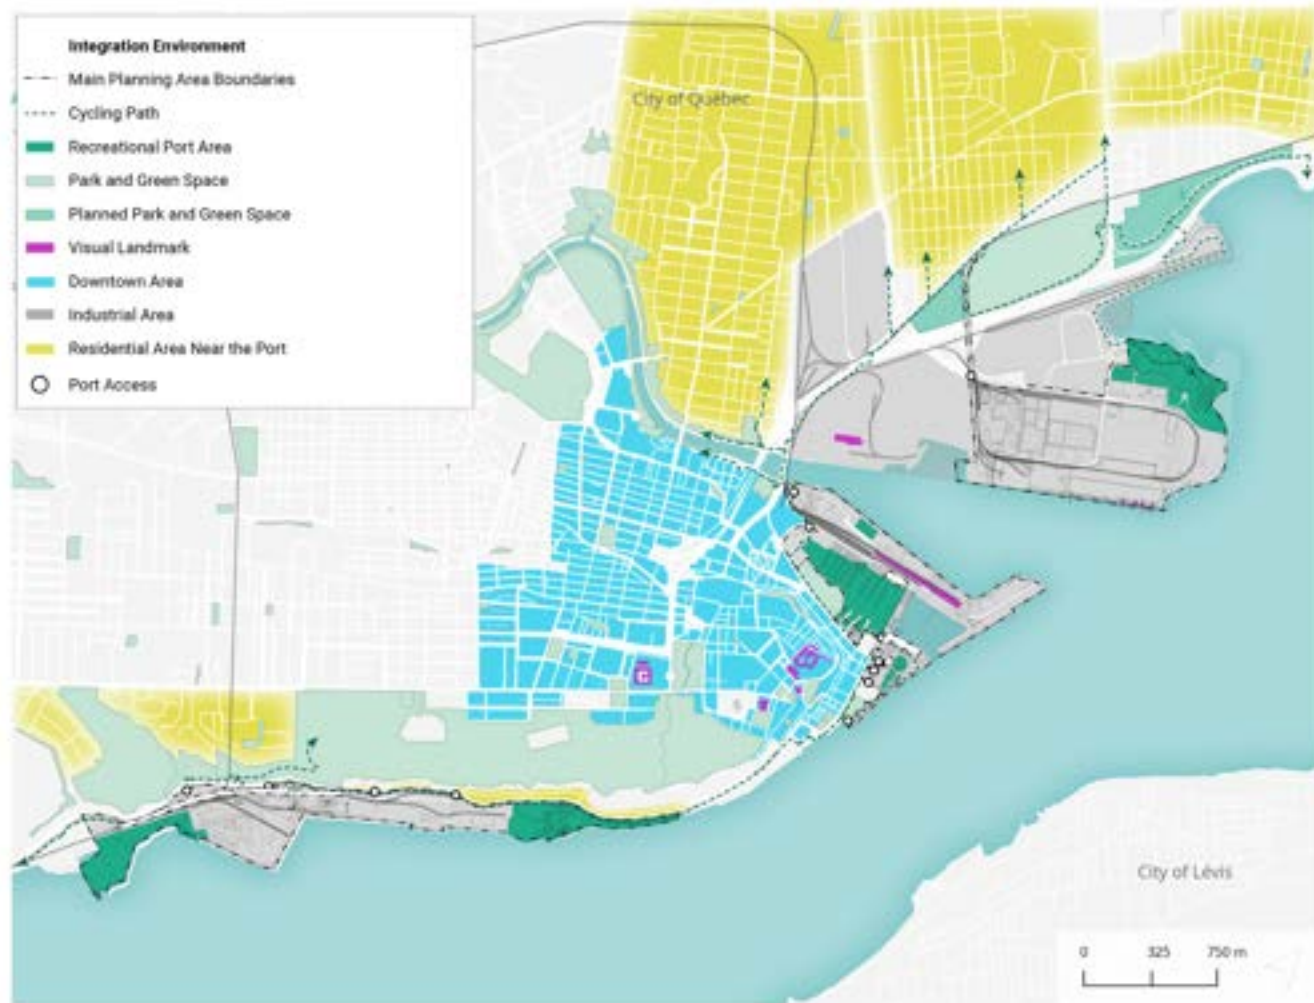 Integration Environment
Main Planning Area Boundaries
Cycling Path
Recreational Port Area
Park and Green Space
Planned Park and Green Space
Visual Landmark
Downtown Area
Industrial Area
Residential Area Near the Port
Port Access
City of Québec
City of Lévis
0 325 750 m